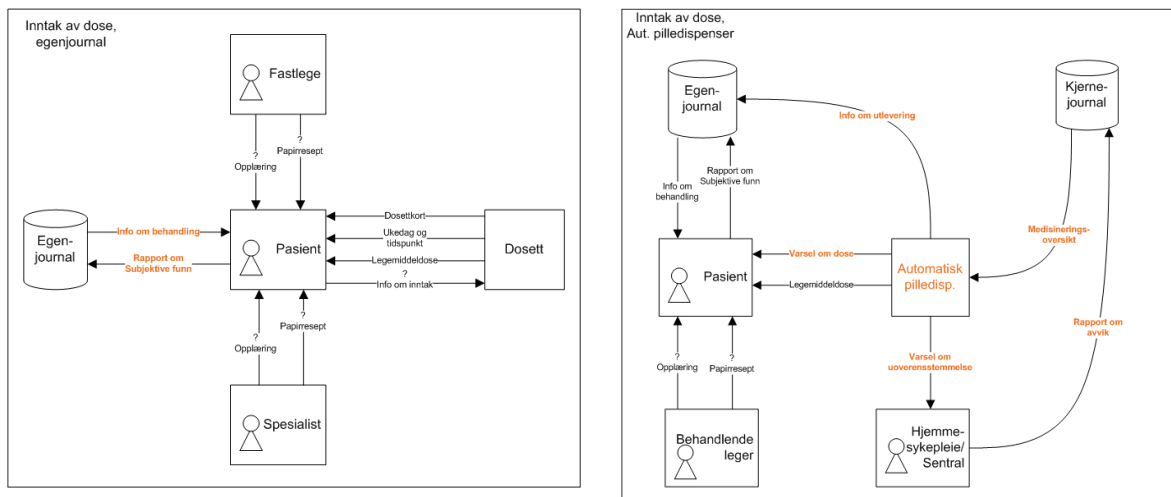 Inntak av dose,
egenjournal
Fastlege
?
Opplæring
?
Papirresept
Egen-
journal
Info om behandling
Rapport om
Subjektive funn
Pasient
Dosettkort
Ukedag og
tidspunkt
Legemiddeldose
?
Info om inntak
Dosett
?
Opplæring
?
Papirresept
Spesialist
Inntak av dose,
Aut. pilledispenser
Egen-
journal
Kjerne-
journal
Info om utlevering
Info om
behandling
Rapport om
Subjektive funn
Medisinerings-
oversikt
Pasient
Varsel om dose
Legemiddeldose
Automatisk
pilledisp.
Rapport om
avvik
?
Opplæring
?
Papirresept
Varsel om
uoverensstemmelse
Behandlende
leger
Hjemme-
sykepleie/
Sentral